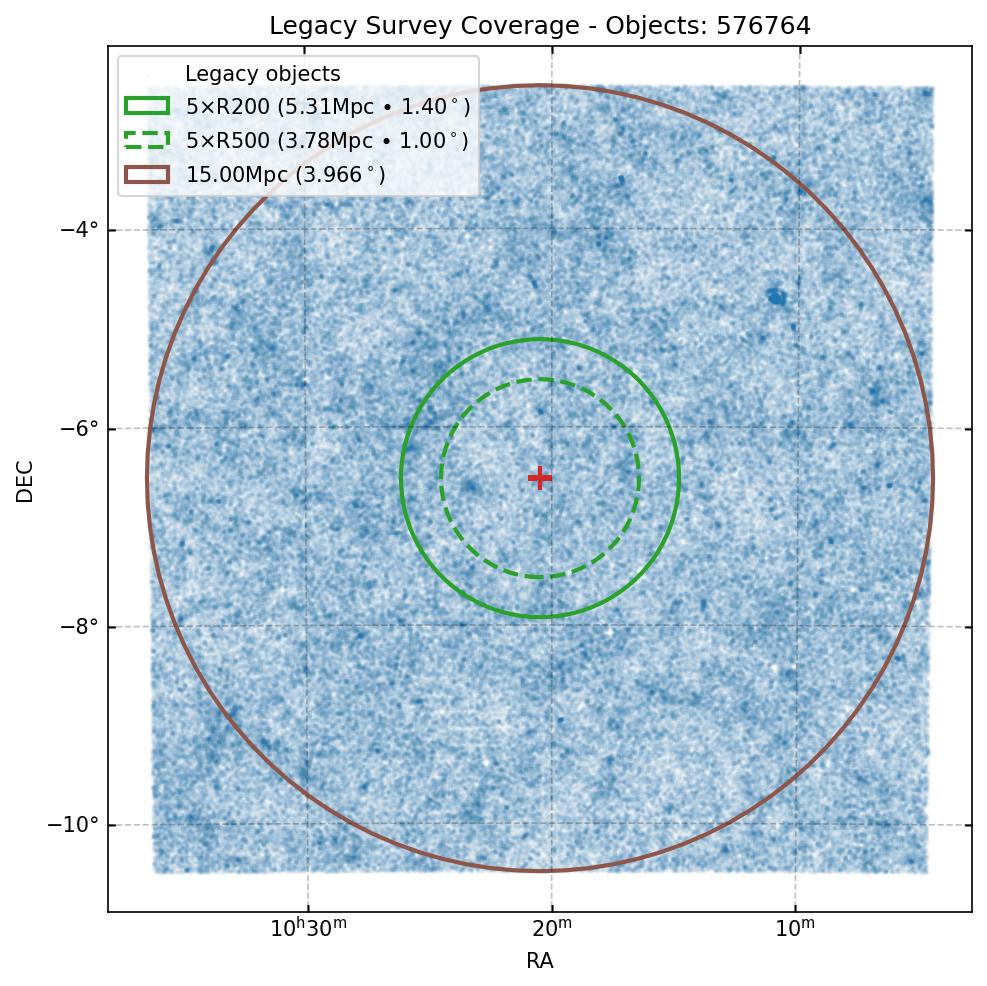 Legacy Survey Coverage - Objects: 576764
Legacy objects
5×R200 (5.31Mpc • 1.40°)
5×R500 (3.78Mpc • 1.00°)
15.00Mpc (3.966°)
−4°
−6°
−8°
−10°
DEC
10ʰ30ᵐ 20ᵐ 10ᵐ
RA